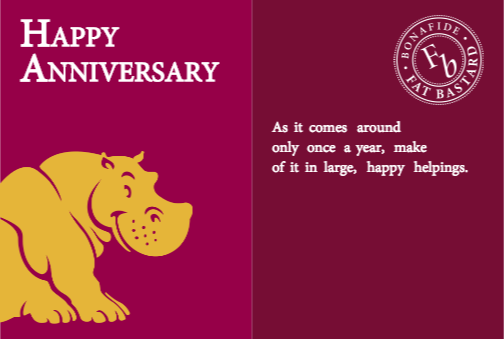 HAPPY
ANNIVERSARY
BONAFIDE
Fb
FAT BASTARD
As it comes around
only once a year, make
of it in large, happy helpings.